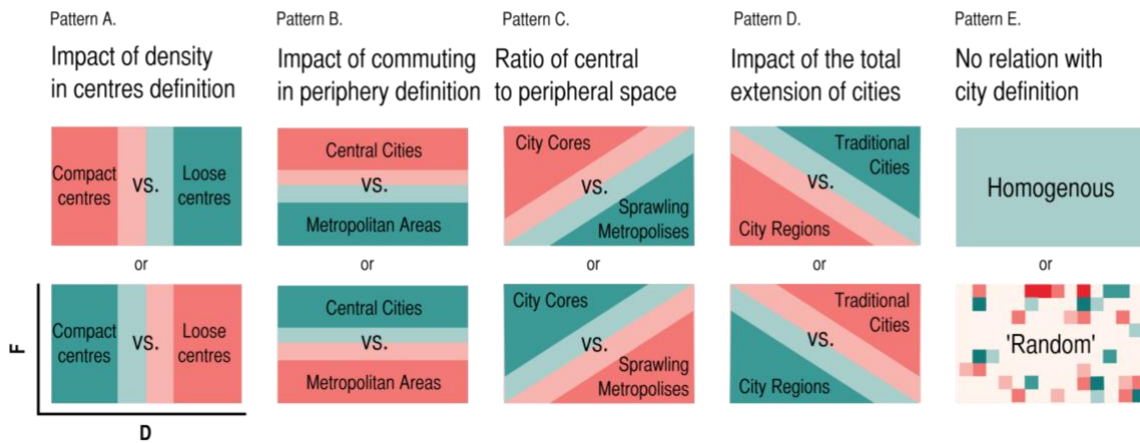 Pattern A.
Impact of density
in centres definition
Compact
centres
vs.
Loose
centres
or
Compact
centres
vs.
Loose
centres
F
D
Pattern B.
Impact of commuting
in periphery definition
Central Cities
vs.
Metropolitan Areas
or
Central Cities
vs.
Metropolitan Areas
Pattern C.
Ratio of central
to peripheral space
City Cores
vs.
Sprawling
Metropolises
or
City Cores
vs.
Sprawling
Metropolises
Pattern D.
Impact of the total
extension of cities
Traditional
Cities
vs.
City Regions
or
Traditional
Cities
vs.
City Regions
Pattern E.
No relation with
city definition
Homogenous
or
'Random'